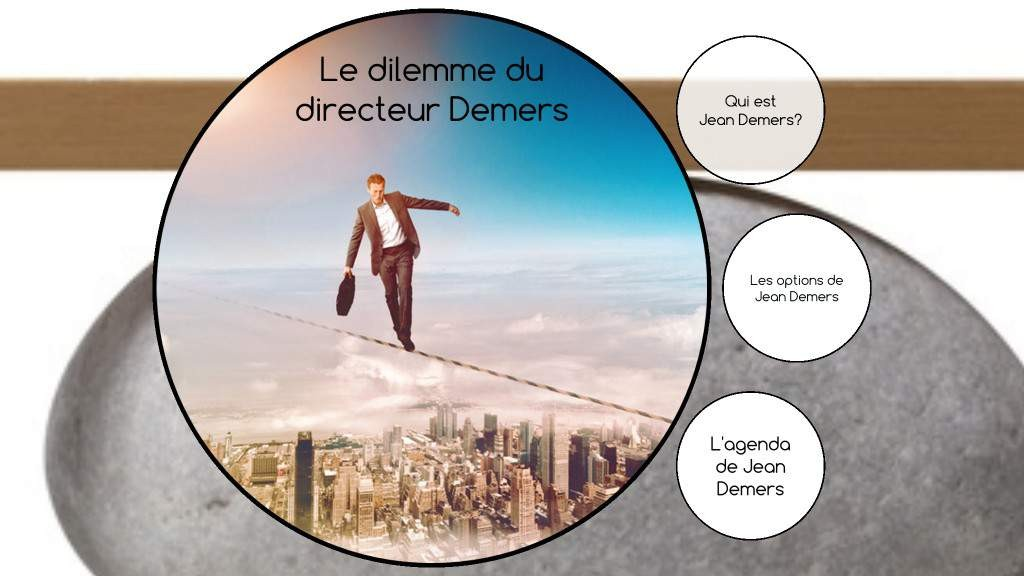 Le dilemme du
directeur Demers
Qui est
Jean Demers?
Les options de
Jean Demers
L'agenda
de Jean
Demers